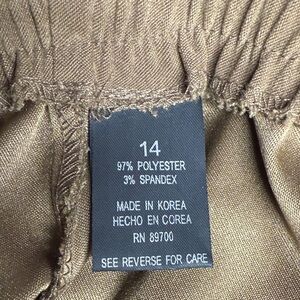 14
97% POLYESTER
3% SPANDEX
MADE IN KOREA
HECHO EN COREA
RN 89700
SEE REVERSE FOR CARE